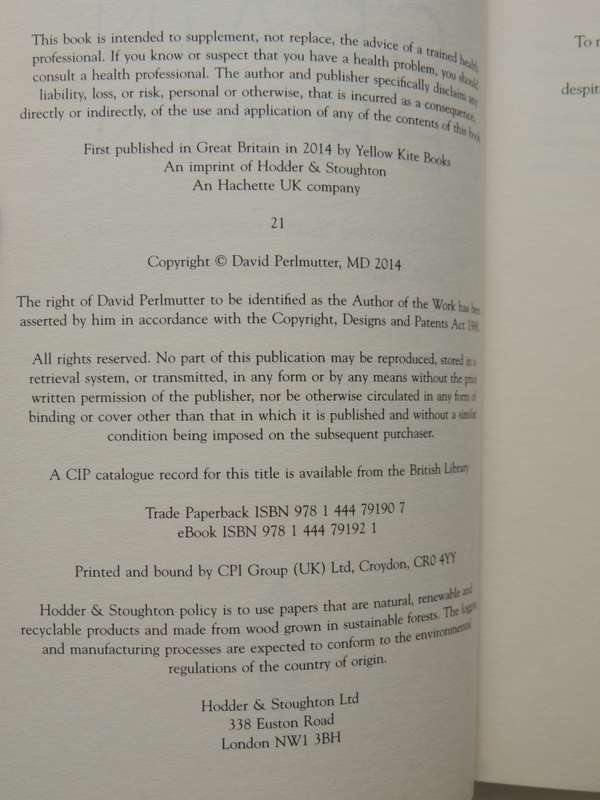 This book is intended to supplement, not replace, the advice of a trained health
professional. If you know or suspect that you have a health problem, you should
consult a health professional. The author and publisher specifically disclaim any
liability, loss, or risk, personal or otherwise, that is incurred as a consequence,
directly or indirectly, of the use and application of any of the contents of this book
First published in Great Britain in 2014 by Yellow Kite Books
An imprint of Hodder & Stoughton
An Hachette UK company
21
Copyright © David Perlmutter, MD 2014
The right of David Perlmutter to be identified as the Author of the Work has been
asserted by him in accordance with the Copyright, Designs and Patents Act
All rights reserved. No part of this publication may be reproduced, stored in a
retrieval system, or transmitted, in any form or by any means without the prior
written permission of the publisher, nor be otherwise circulated in any form of
binding or cover other than that in which it is published and without a similar
condition being imposed on the subsequent purchaser.
A CIP catalogue record for this title is available from the British Library
Trade Paperback ISBN 978 1 444 79190 7
eBook ISBN 978 1 444 79192 1
Printed and bound by CPI Group (UK) Ltd, Croydon, CR0 4YY
Hodder & Stoughton policy is to use papers that are natural, renewable and
recyclable products and made from wood grown in sustainable forests. The logging
and manufacturing processes are expected to conform to the environmental
regulations of the country of origin.
Hodder & Stoughton Ltd
338 Euston Road
London NW1 3BH
To